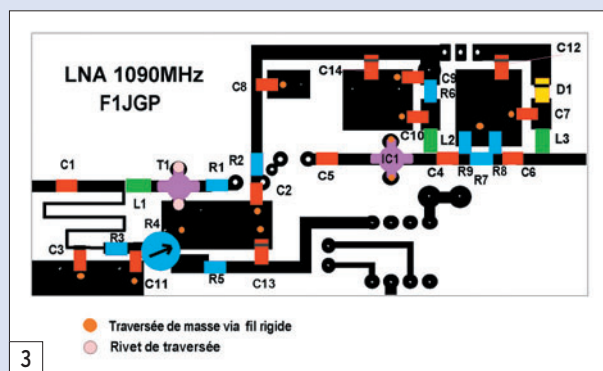 LNA 1090MHz
F1JGP
C12
C14
C8
C9
R6
D1
C7
C10
L2
L3
C1
T1
R1
R2
C5
IC1
C4
R9
R7
R8
C6
L1
C2
R4
R3
C3
C11
R5
C13
Traversée de masse via fil rigide
Rivet de traversée
3